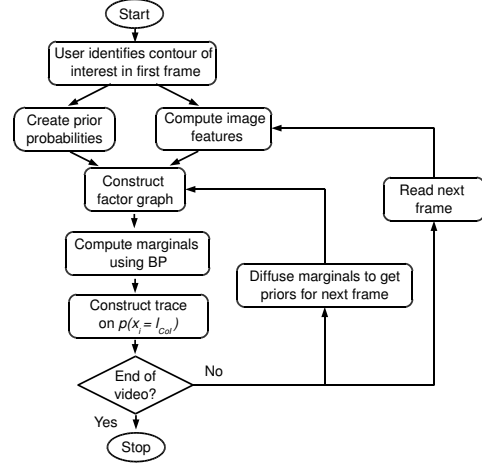 Start
User identifies contour of
interest in first frame
Create prior
probabilities
Compute image
features
Construct
factor graph
Read next
frame
Compute marginals
using BP
Diffuse marginals to get
priors for next frame
Construct trace
on p(x_i = l_Col)
End of
video?
No
Yes
Stop